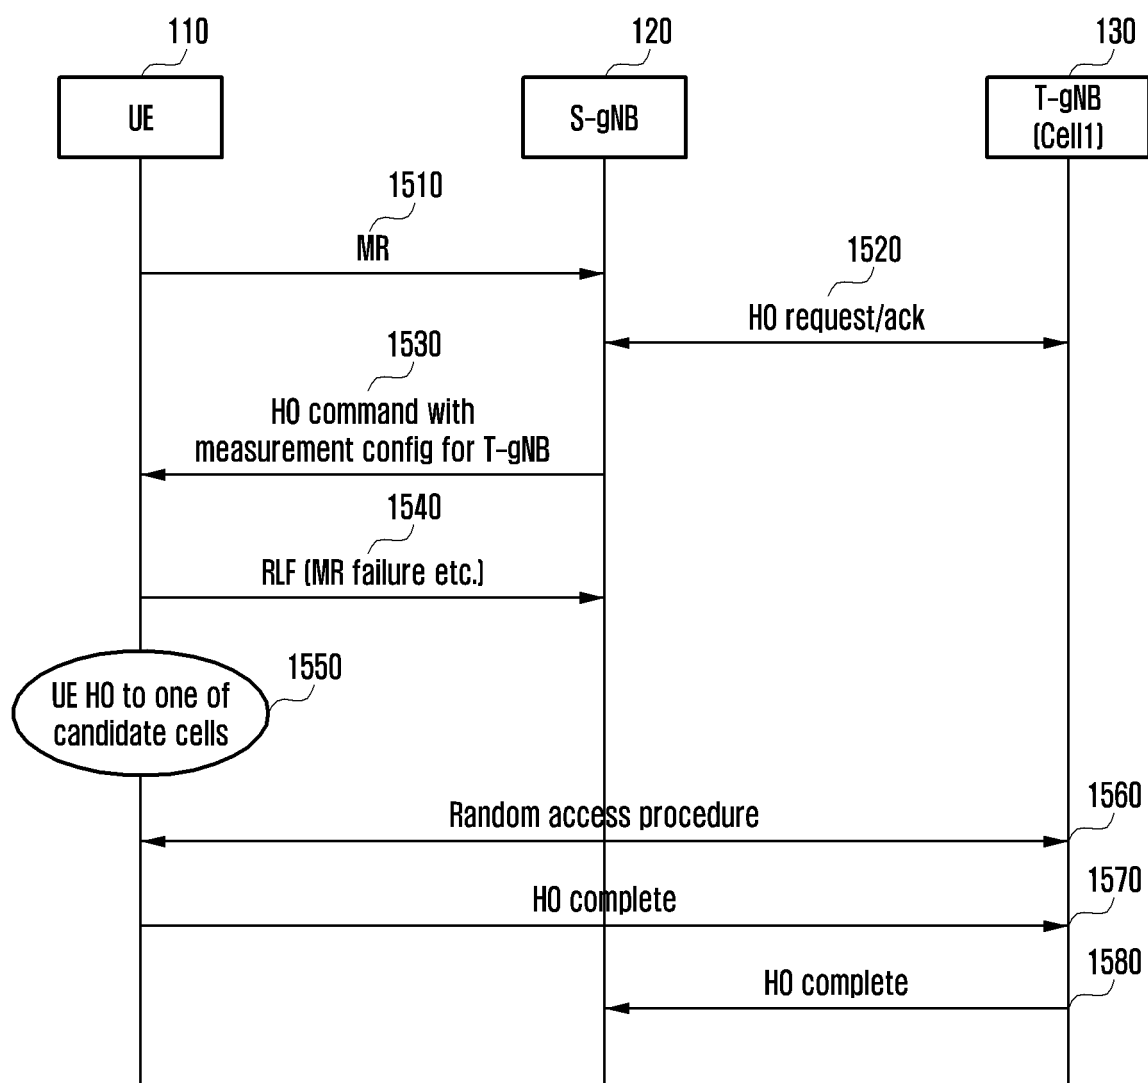 110
120
130
UE
S-gNB
T-gNB
(Cell1)
1510
MR
1520
HO request/ack
1530
HO command with
measurement config for T-gNB
1540
RLF (MR failure etc.)
1550
UE HO to one of
candidate cells
1560
Random access procedure
1570
HO complete
1580
HO complete